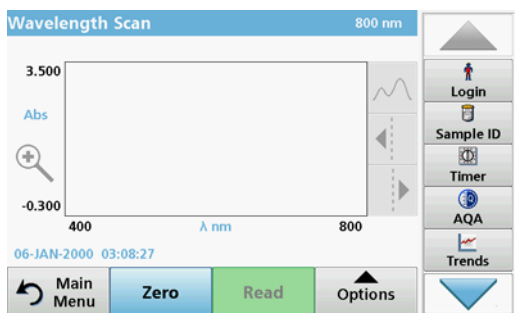 Wavelength Scan
800 nm
3.500
Abs
-0.300
400
λ nm
800
06-JAN-2000 03:08:27
Main
Menu
Zero
Read
Options
Login
Sample ID
Timer
AQA
Trends